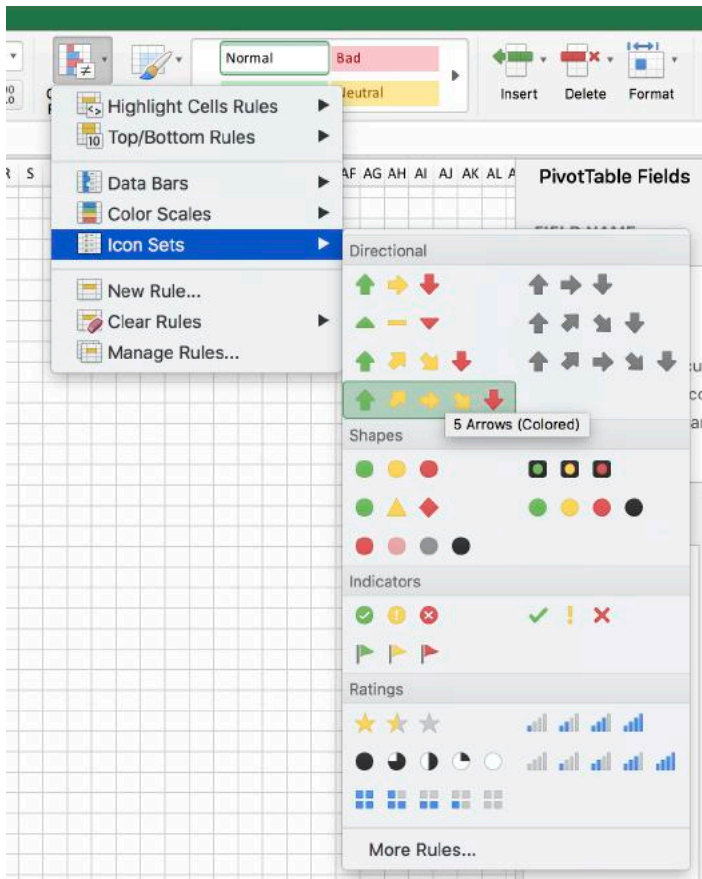 Normal
Bad
Neutral
Insert
Delete
Format
Highlight Cells Rules
Top/Bottom Rules
Data Bars
Color Scales
Icon Sets
New Rule...
Clear Rules
Manage Rules...
S
AF AG AH AI AJ AK AL
PivotTable Fields
FIELD NAME
Directional
5 Arrows (Colored)
Shapes
Indicators
Ratings
More Rules...